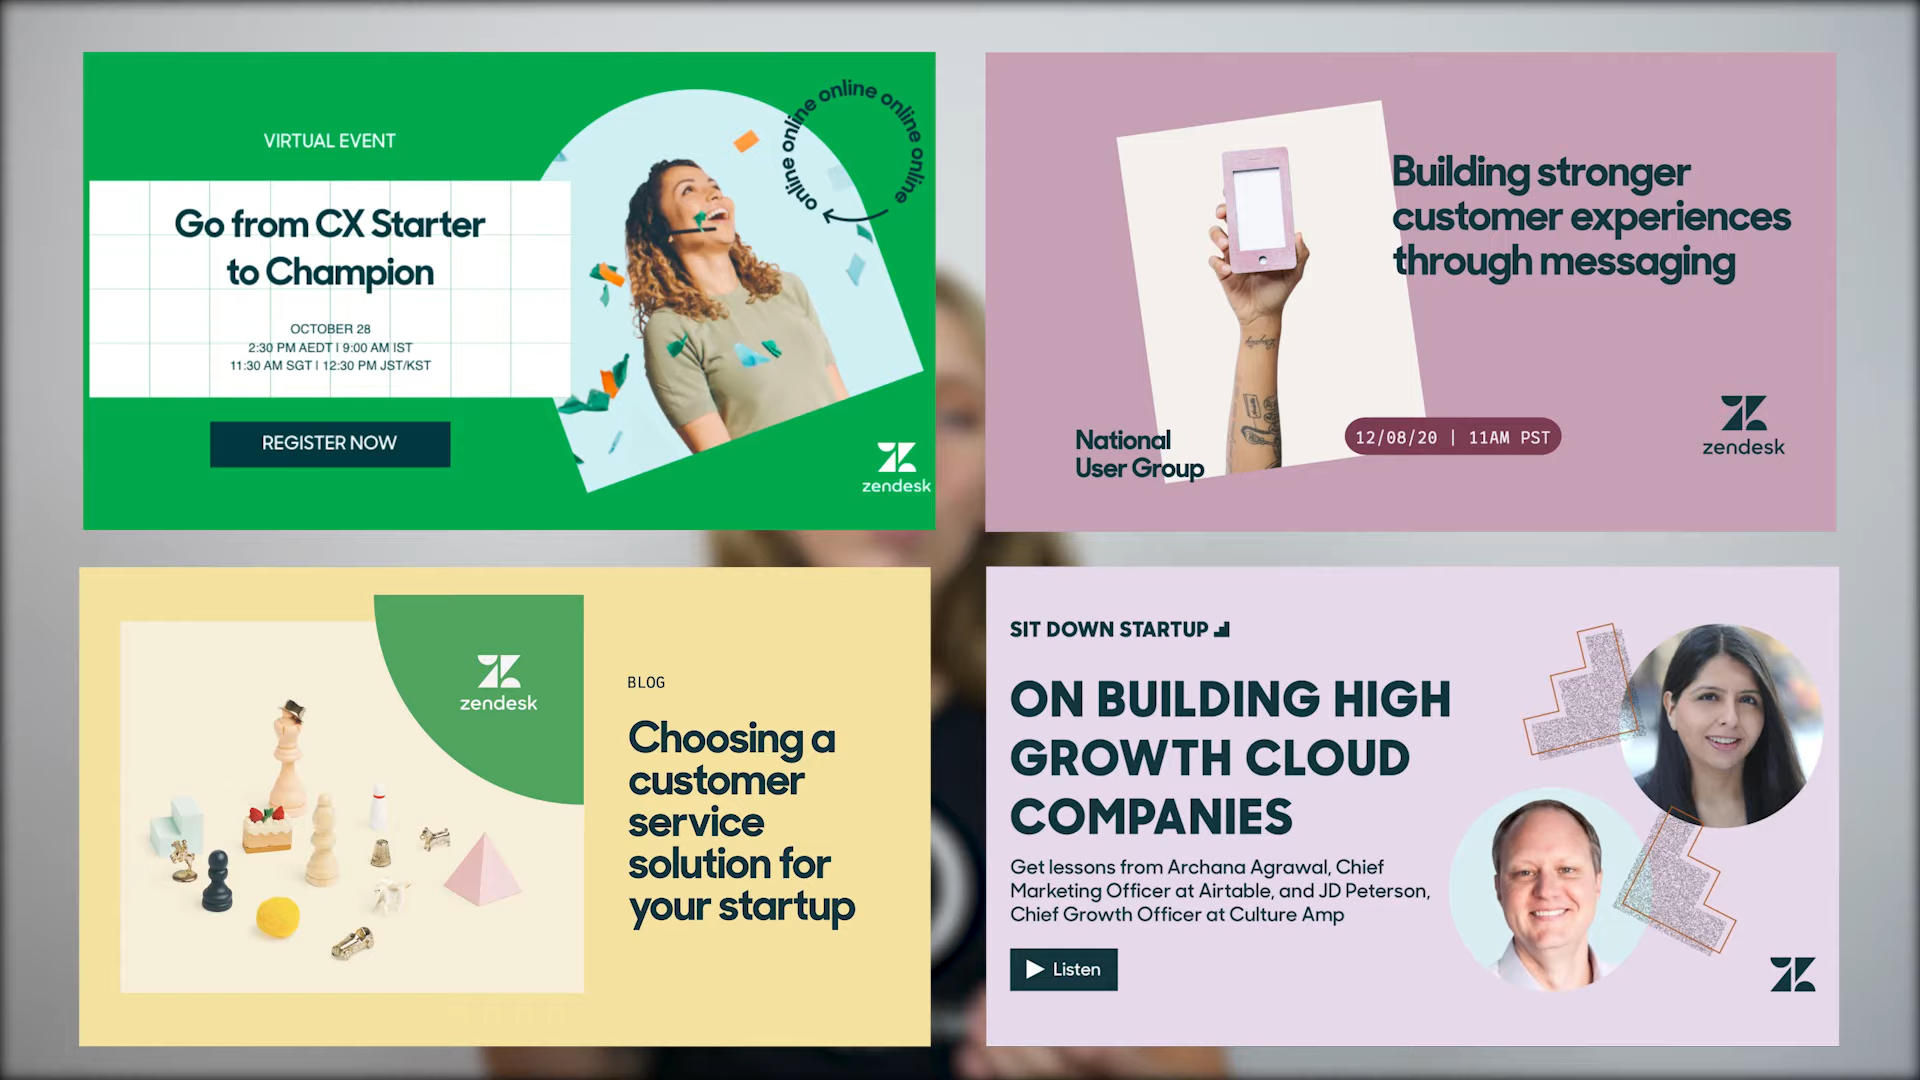 VIRTUAL EVENT
Go from CX Starter
to Champion
OCTOBER 28
2:30 PM AEDT | 9:00 AM IST
11:30 AM SGT | 12:30 PM JST/KST
REGISTER NOW
online online online online online
zendesk
Building stronger
customer experiences
through messaging
National
User Group
12/08/20 | 11AM PST
zendesk
zendesk
BLOG
Choosing a
customer
service
solution for
your startup
SIT DOWN STARTUP
ON BUILDING HIGH
GROWTH CLOUD
COMPANIES
Get lessons from Archana Agrawal, Chief
Marketing Officer at Airtable, and JD Peterson,
Chief Growth Officer at Culture Amp
Listen